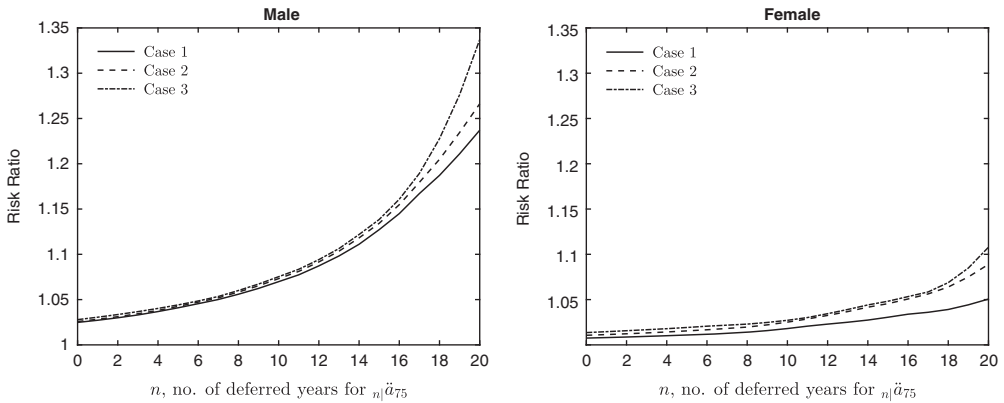 Male
1.35
1.3
1.25
1.2
1.15
1.1
1.05
1
Risk Ratio
Case 1
Case 2
Case 3
0 2 4 6 8 10 12 14 16 18 20
n, no. of deferred years for n|ä75
Female
1.35
1.3
1.25
1.2
1.15
1.1
1.05
Risk Ratio
Case 1
Case 2
Case 3
0 2 4 6 8 10 12 14 16 18 20
n, no. of deferred years for n|ä75